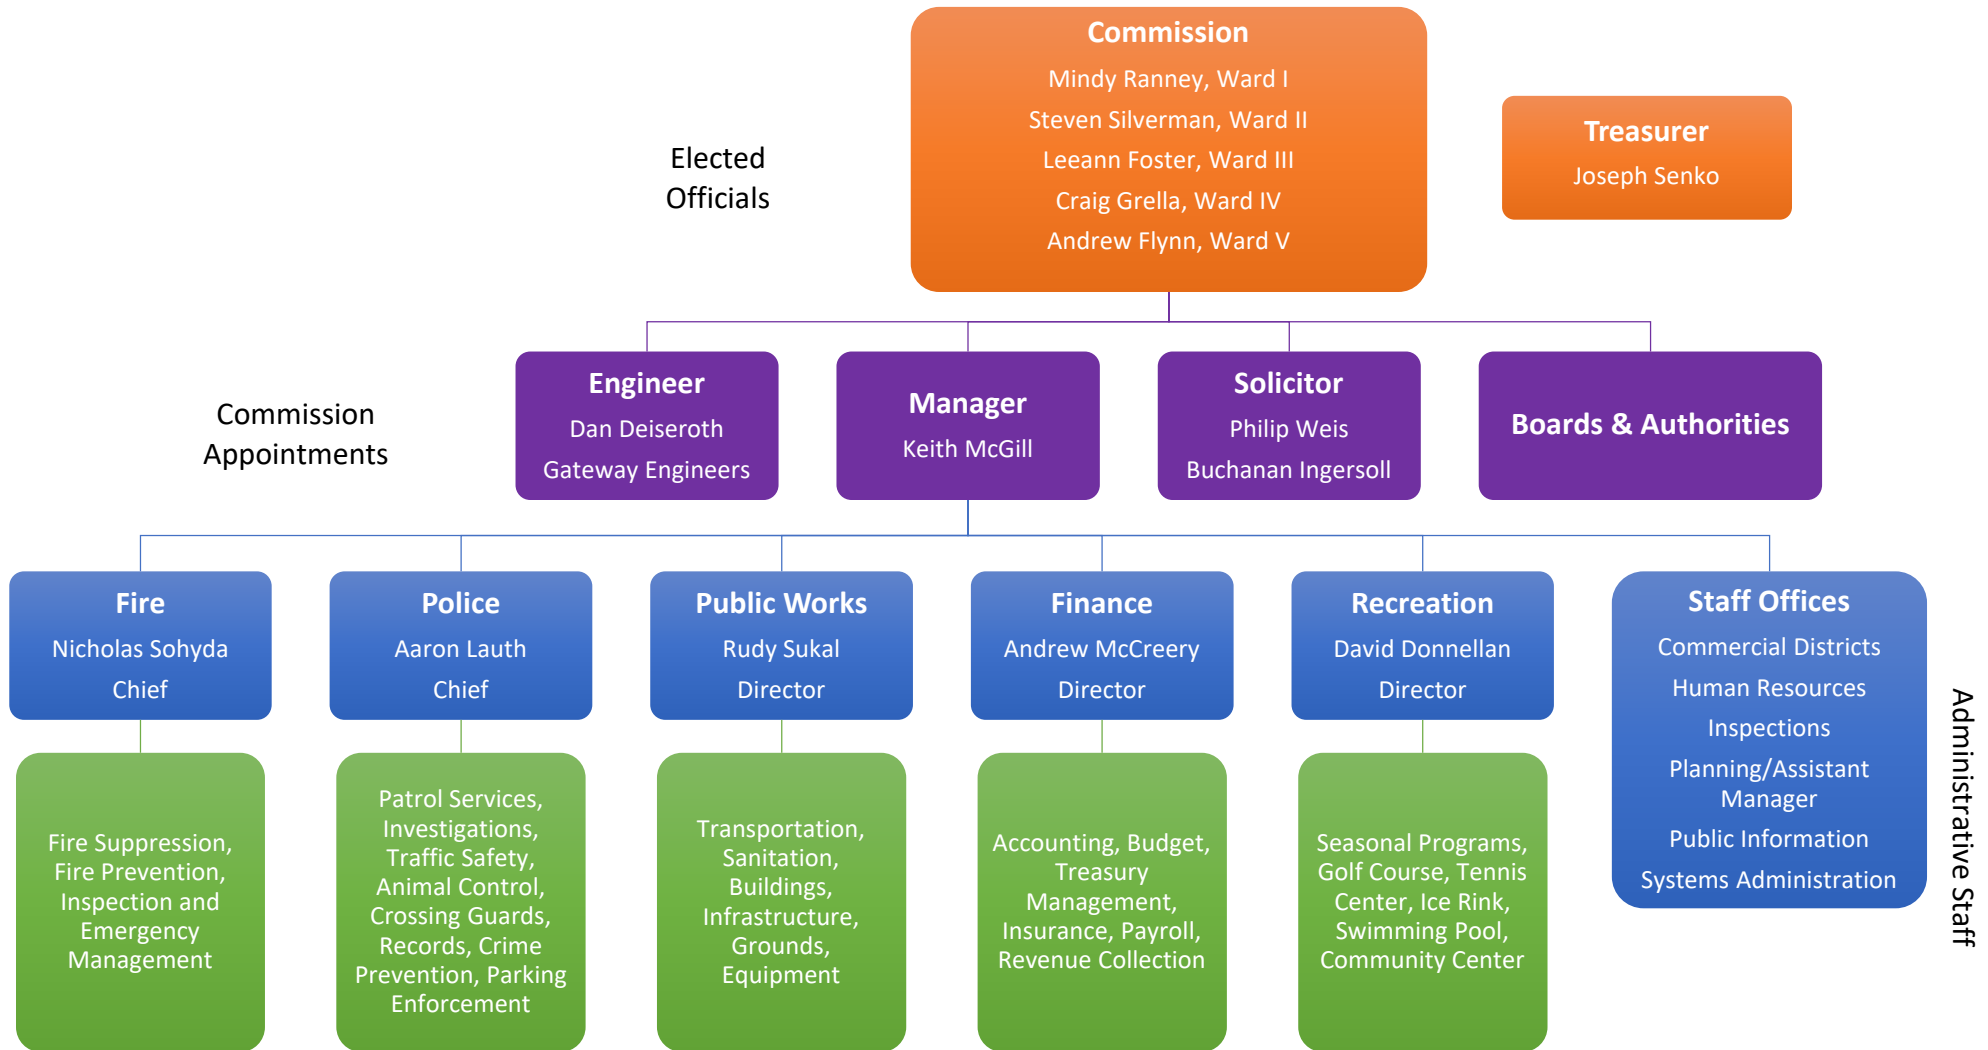 Commission
Mindy Ranney, Ward I
Steven Silverman, Ward II
Leeann Foster, Ward III
Craig Grella, Ward IV
Andrew Flynn, Ward V
Treasurer
Joseph Senko
Elected
Officials
Engineer
Dan Deiseroth
Gateway Engineers
Manager
Keith McGill
Solicitor
Philip Weis
Buchanan Ingersoll
Boards & Authorities
Commission
Appointments
Fire
Nicholas Sohyda
Chief
Police
Aaron Lauth
Chief
Public Works
Rudy Sukal
Director
Finance
Andrew McCreery
Director
Recreation
David Donnellan
Director
Staff Offices
Commercial Districts
Human Resources
Inspections
Planning/Assistant
Manager
Public Information
Systems Administration
Administrative Staff
Fire Suppression,
Fire Prevention,
Inspection and
Emergency
Management
Patrol Services,
Investigations,
Traffic Safety,
Animal Control,
Crossing Guards,
Records, Crime
Prevention, Parking
Enforcement
Transportation,
Sanitation,
Buildings,
Infrastructure,
Grounds,
Equipment
Accounting, Budget,
Treasury
Management,
Insurance, Payroll,
Revenue Collection
Seasonal Programs,
Golf Course, Tennis
Center, Ice Rink,
Swimming Pool,
Community Center